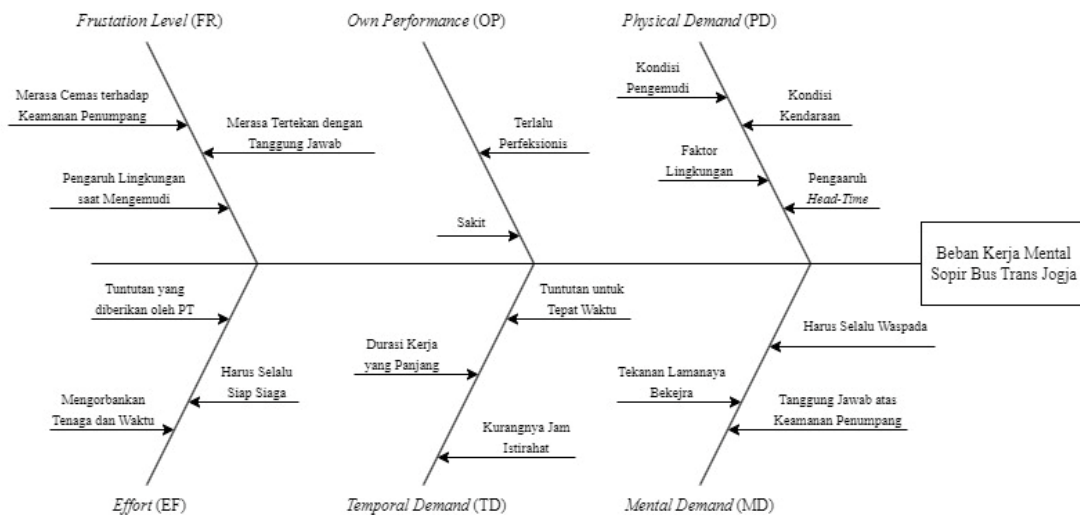 Frustation Level (FR)
Own Performance (OP)
Physical Demand (PD)
Merasa Cemas terhadap
Keamanan Penumpang
Merasa Tertekan dengan
Tanggung Jawab
Pengaruh Lingkungan
saat Mengemudi
Terlalu
Perfeksionis
Sakit
Kondisi
Pengemudi
Kondisi
Kendaraan
Faktor
Lingkungan
Pengaaruh
Head-Time
Beban Kerja Mental
Sopir Bus Trans Jogja
Tuntutan yang
diberikan oleh PT
Harus Selalu
Siap Siaga
Mengorbankan
Tenaga dan Waktu
Tuntutan untuk
Tepat Waktu
Durasi Kerja
yang Panjang
Kurangnya Jam
Istirahat
Harus Selalu Waspada
Tekanan Lamanaya
Bekejra
Tanggung Jawab atas
Keamanan Penumpang
Effort (EF)
Temporal Demand (TD)
Mental Demand (MD)